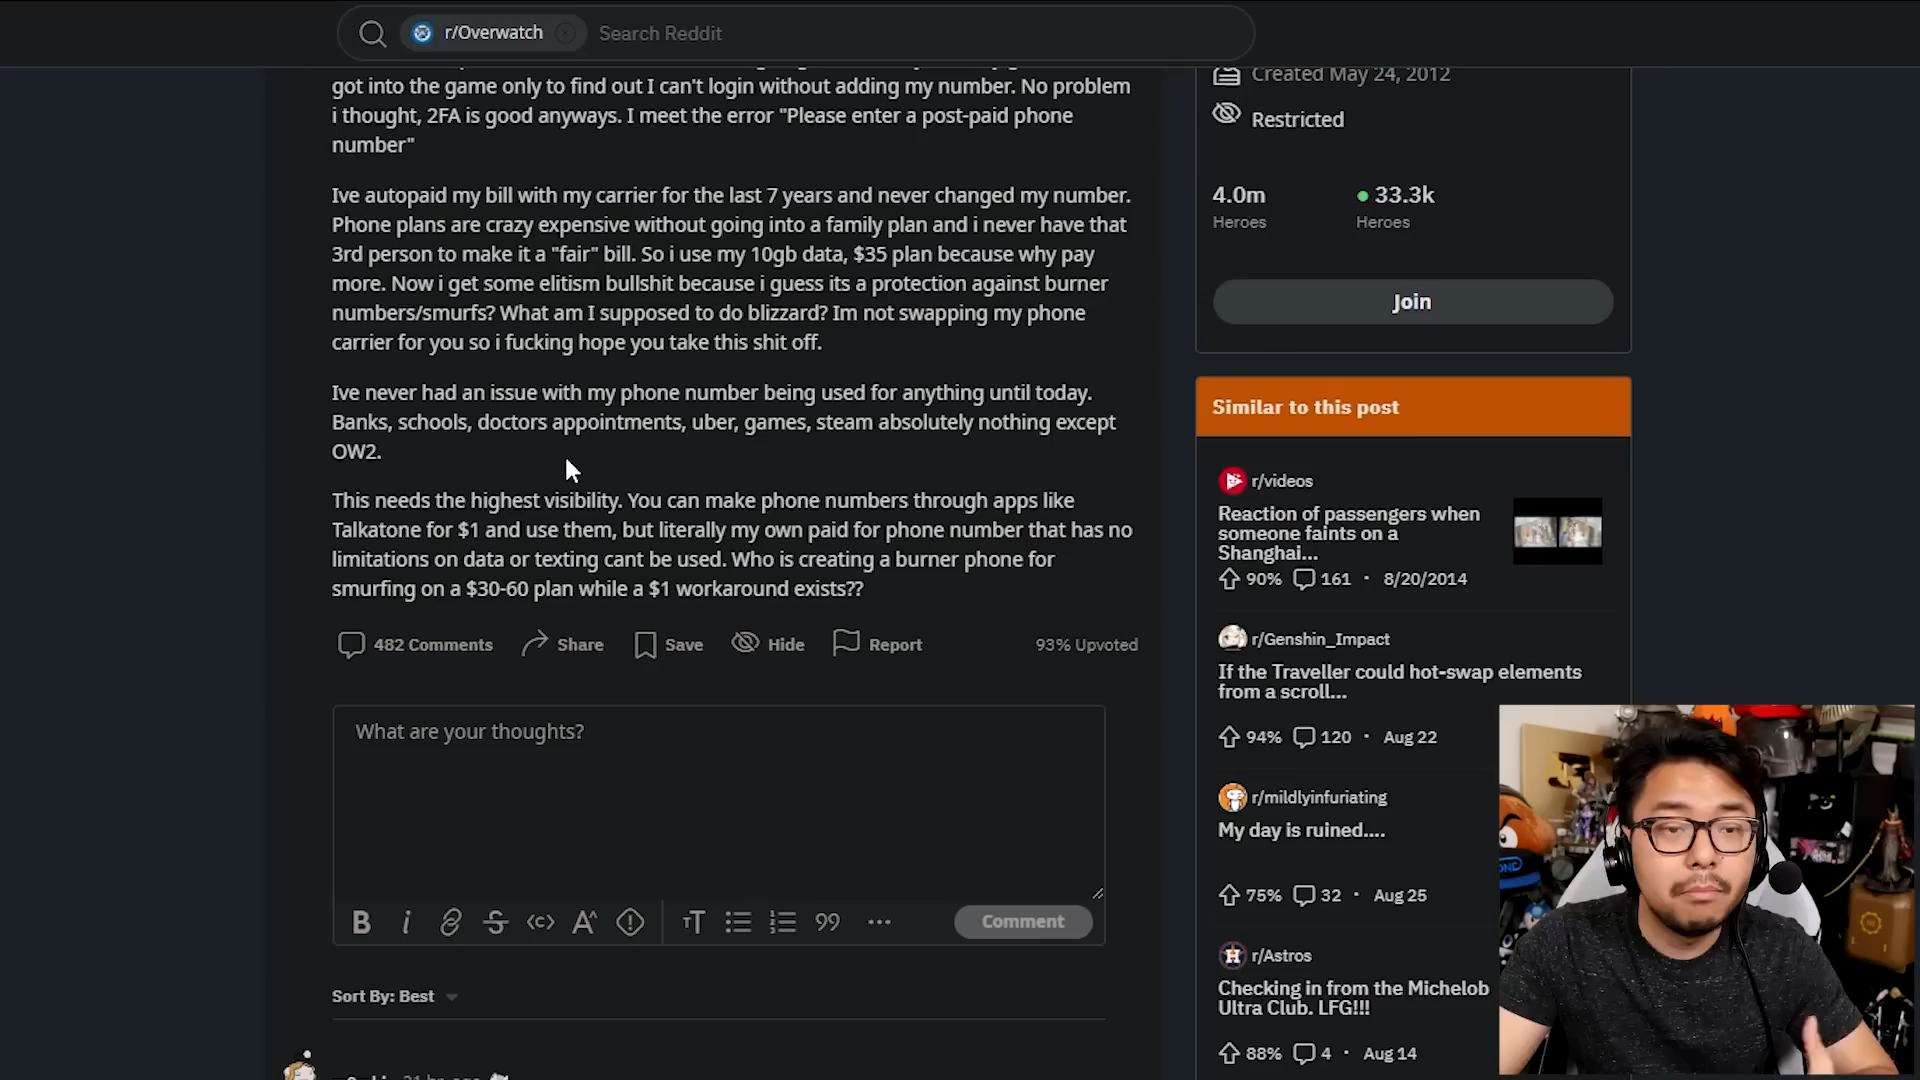 r/Overwatch
Search Reddit
got into the game only to find out I can't login without adding my number. No problem
i thought, 2FA is good anyways. I meet the error "Please enter a post-paid phone
number"
Ive autopaid my bill with my carrier for the last 7 years and never changed my number.
Phone plans are crazy expensive without going into a family plan and i never have that
3rd person to make it a "fair" bill. So i use my 10gb data, $35 plan because why pay
more. Now i get some elitism bullshit because i guess its a protection against burner
numbers/smurfs? What am I supposed to do blizzard? Im not swapping my phone
carrier for you so i fucking hope you take this shit off.
Ive never had an issue with my phone number being used for anything until today.
Banks, schools, doctors appointments, uber, games, steam absolutely nothing except
OW2.
This needs the highest visibility. You can make phone numbers through apps like
Talkatone for $1 and use them, but literally my own paid for phone number that has no
limitations on data or texting cant be used. Who is creating a burner phone for
smurfing on a $30-60 plan while a $1 workaround exists??
482 Comments
Share
Save
Hide
Report
93% Upvoted
What are your thoughts?
Comment
Sort By: Best
Created May 24, 2012
Restricted
4.0m
Heroes
33.3k
Heroes
Join
Similar to this post
r/videos
Reaction of passengers when
someone faints on a
Shanghai...
90% 161 · 8/20/2014
r/Genshin_Impact
If the Traveller could hot-swap elements
from a scroll...
94% 120 · Aug 22
r/mildlyinfuriating
My day is ruined....
75% 32 · Aug 25
r/Astros
Checking in from the Michelob
Ultra Club. LFG!!!
88% 4 · Aug 14